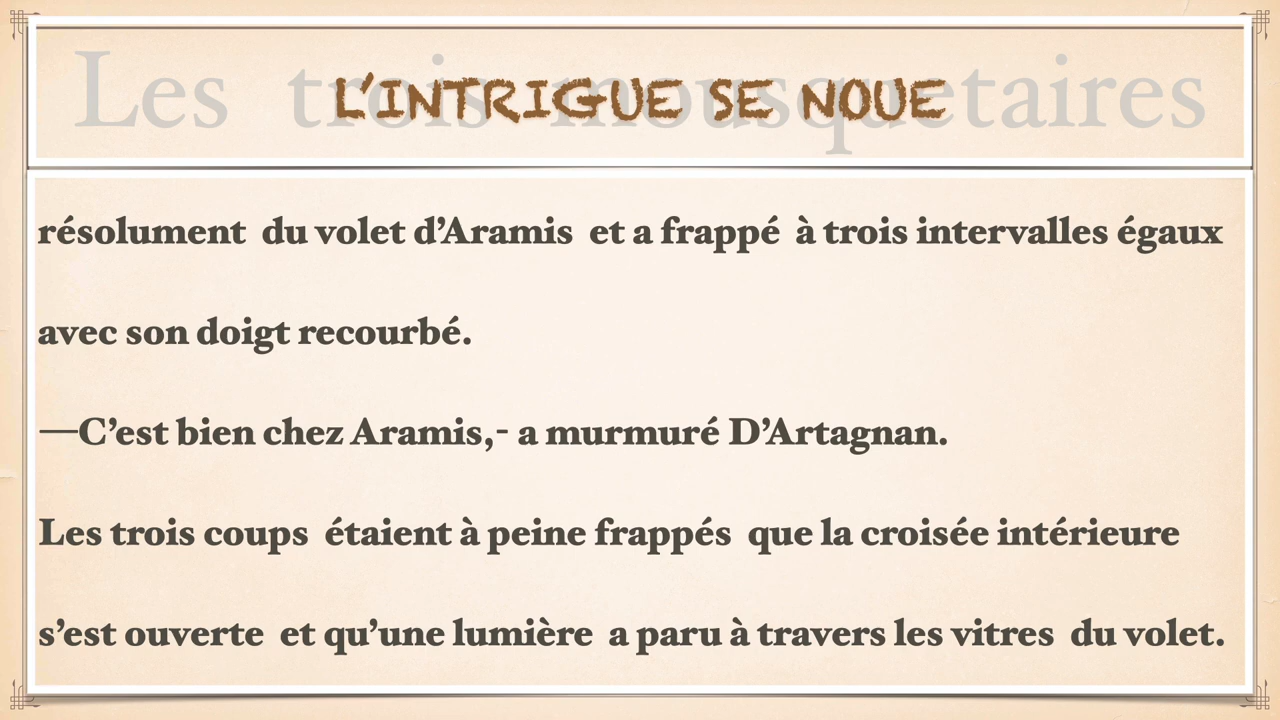 Les trois mousquetaires
L'INTRIGUE SE NOUE
résolument du volet d'Aramis et a frappé à trois intervalles égaux
avec son doigt recourbé.
—C'est bien chez Aramis,- a murmuré D'Artagnan.
Les trois coups étaient à peine frappés que la croisée intérieure
s'est ouverte et qu'une lumière a paru à travers les vitres du volet.